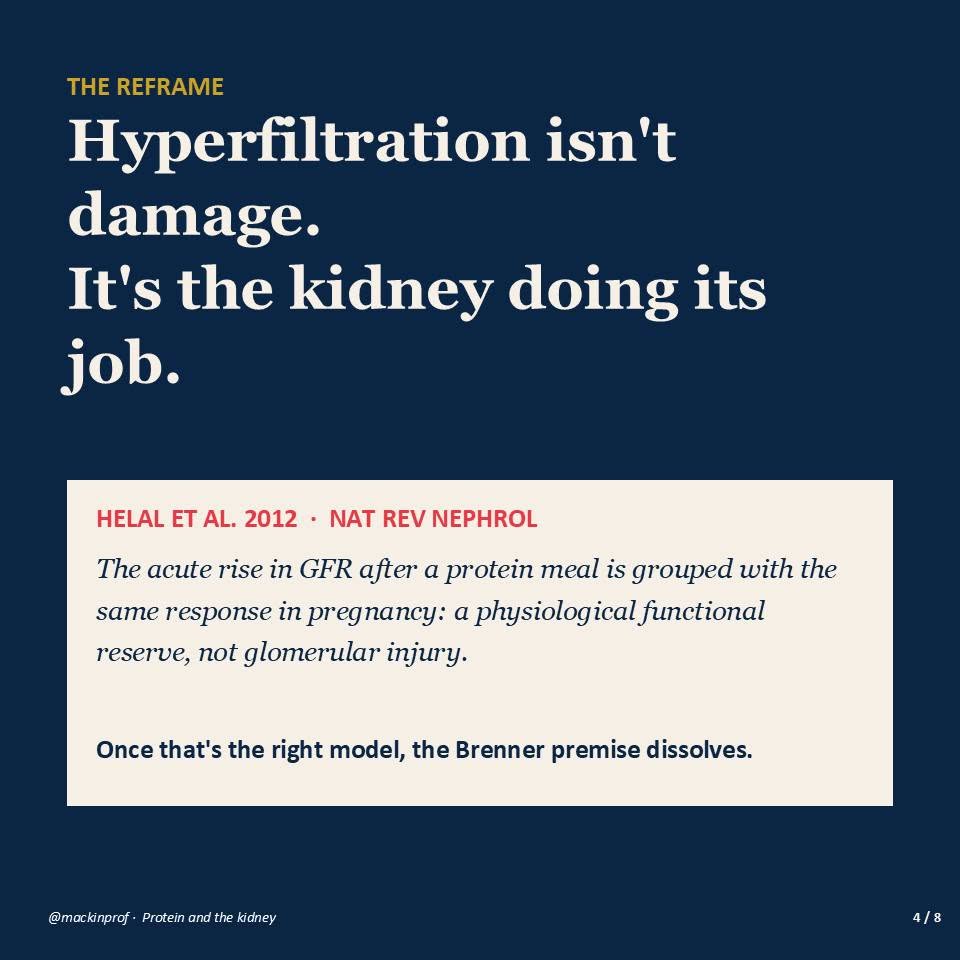 THE REFRAME
Hyperfiltration isn't
damage.
It's the kidney doing its
job.
HELAL ET AL. 2012 · NAT REV NEPHROL
The acute rise in GFR after a protein meal is grouped with the
same response in pregnancy: a physiological functional
reserve, not glomerular injury.
Once that's the right model, the Brenner premise dissolves.
@mackinprof · Protein and the kidney
4 / 8